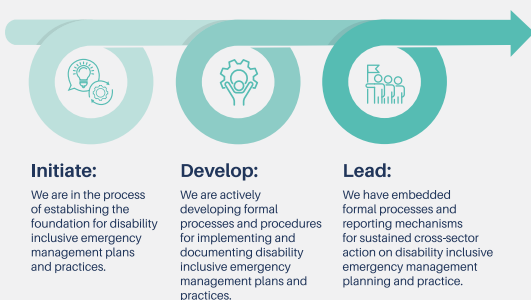 Initiate:
We are in the process
of establishing the
foundation for disability
inclusive emergency
management plans
and practices.
Develop:
We are actively
developing formal
processes and procedures
for implementing and
documenting disability
inclusive emergency
management plans and
practices.
Lead:
We have embedded
formal processes and
reporting mechanisms
for sustained cross-sector
action on disability inclusive
emergency management
planning and practice.